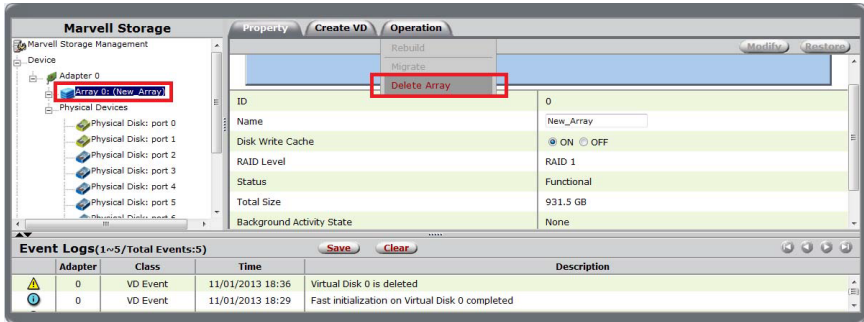 Marvell Storage
Property
Create VD
Operation
Marvell Storage Management
Device
Adapter 0
Array 0: (New_Array)
Physical Devices
Physical Disk: port 0
Physical Disk: port 1
Physical Disk: port 2
Physical Disk: port 3
Physical Disk: port 4
Physical Disk: port 5
Physical Disk: port 6
Rebuild
Migrate
Delete Array
Modify
Restore
ID 0
Name New_Array
Disk Write Cache ON OFF
RAID Level RAID 1
Status Functional
Total Size 931.5 GB
Background Activity State None
Event Logs(1~5/Total Events:5) Save Clear
Adapter Class Time Description
0 VD Event 11/01/2013 18:36 Virtual Disk 0 is deleted
0 VD Event 11/01/2013 18:29 Fast initialization on Virtual Disk 0 completed